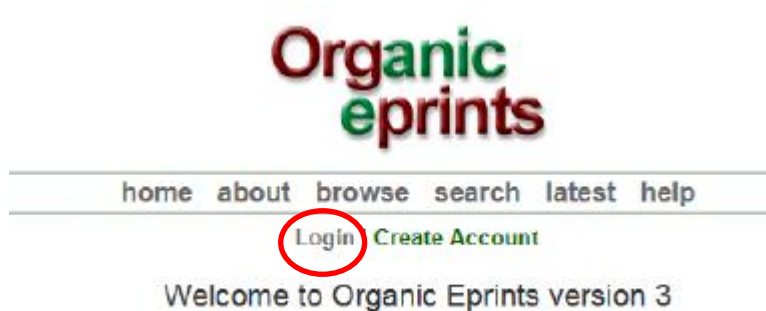 Organic
eprints
home about browse search latest help
Login | Create Account
Welcome to Organic Eprints version 3